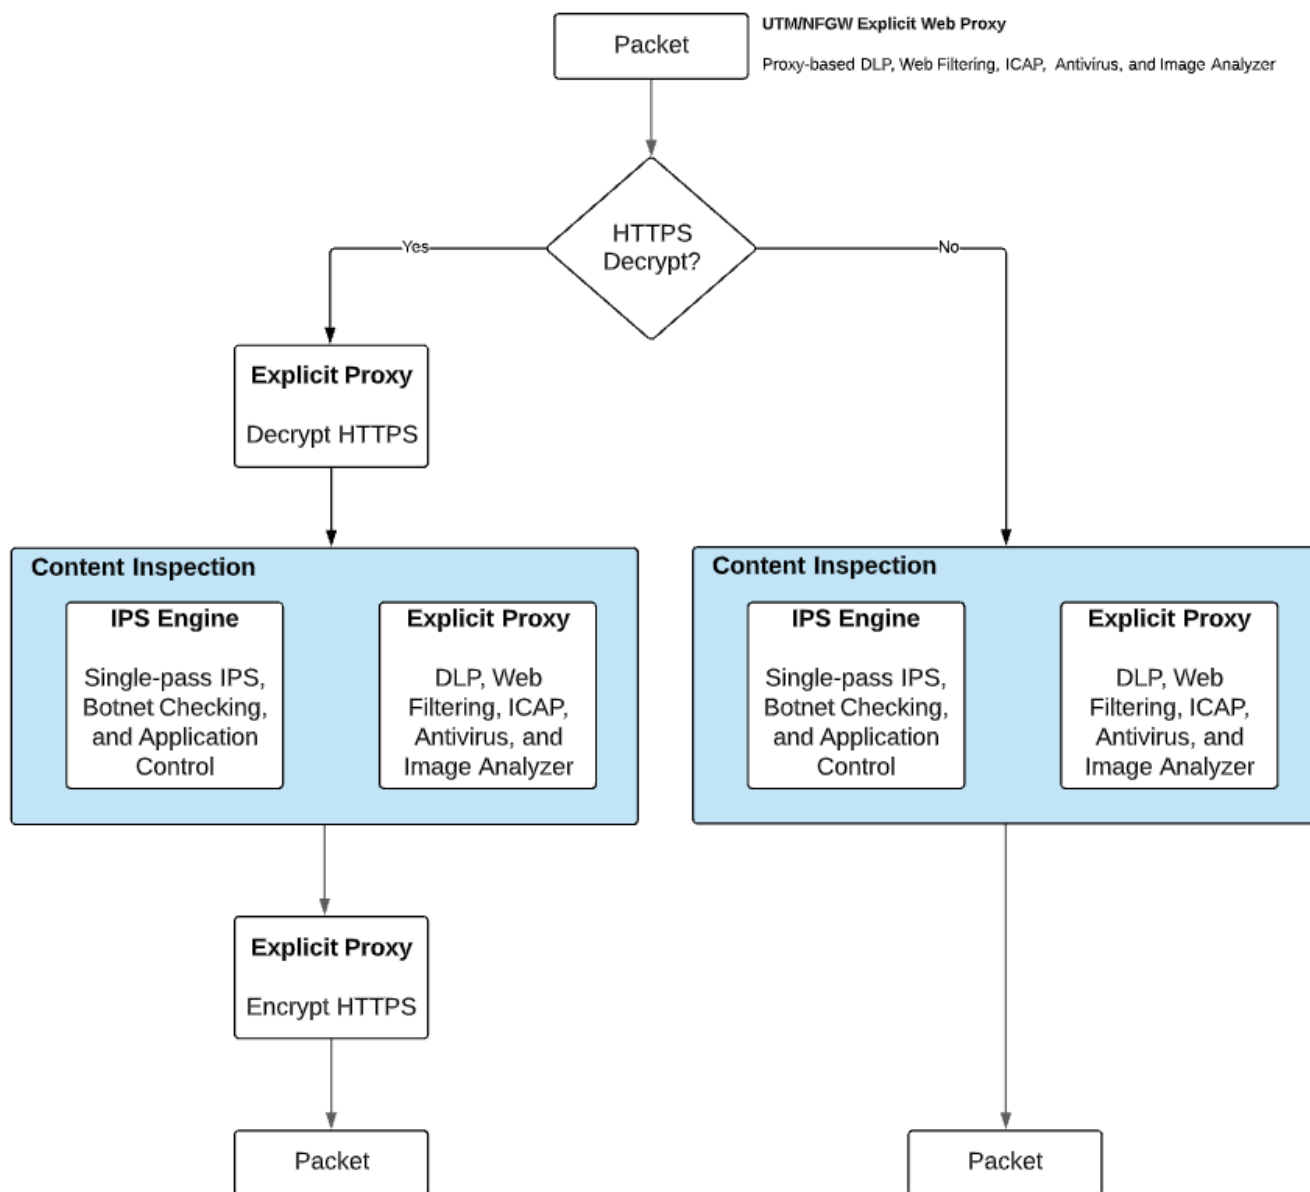 Packet
UTM/NFGW Explicit Web Proxy
Proxy-based DLP, Web Filtering, ICAP, Antivirus, and Image Analyzer
HTTPS
Decrypt?
Yes
No
Explicit Proxy
Decrypt HTTPS
Content Inspection
IPS Engine
Single-pass IPS,
Botnet Checking,
and Application
Control
Explicit Proxy
DLP, Web
Filtering, ICAP,
Antivirus, and
Image Analyzer
Content Inspection
IPS Engine
Single-pass IPS,
Botnet Checking,
and Application
Control
Explicit Proxy
DLP, Web
Filtering, ICAP,
Antivirus, and
Image Analyzer
Explicit Proxy
Encrypt HTTPS
Packet
Packet